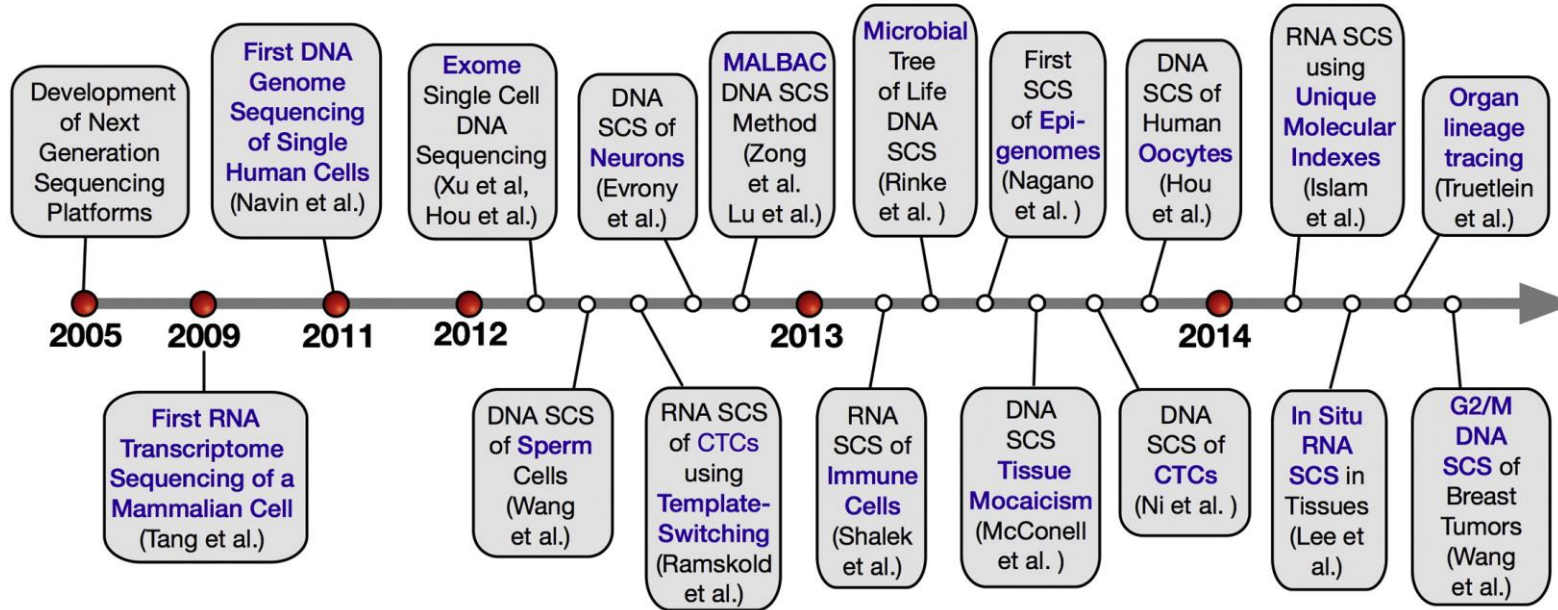 Development
of Next
Generation
Sequencing
Platforms
First DNA
Genome
Sequencing
of Single
Human Cells
(Navin et al.)
Exome
Single Cell
DNA
Sequencing
(Xu et al,
Hou et al.)
DNA
SCS of
Neurons
(Evrony
et al.)
MALBAC
DNA SCS
Method
(Zong
et al.
Lu et al.)
Microbial
Tree
of Life
DNA
SCS
(Rinke
et al. )
First
SCS
of Epi-
genomes
(Nagano
et al. )
DNA
SCS of
Human
Oocytes
(Hou
et al.)
RNA SCS
using
Unique
Molecular
Indexes
(Islam
et al.)
Organ
lineage
tracing
(Truetlein
et al.)
2005
2009
2011
2012
2013
2014
First RNA
Transcriptome
Sequencing of a
Mammalian Cell
(Tang et al.)
DNA SCS
of Sperm
Cells
(Wang
et al.)
RNA SCS
of CTCs
using
Template-
Switching
(Ramskold
et al.)
RNA
SCS of
Immune
Cells
(Shalek
et al.)
DNA
SCS
Tissue
Mocaicism
(McConell
et al. )
DNA
SCS of
CTCs
(Ni et al. )
In Situ
RNA
SCS in
Tissues
(Lee et
al.)
G2/M
DNA
SCS of
Breast
Tumors
(Wang
et al.)